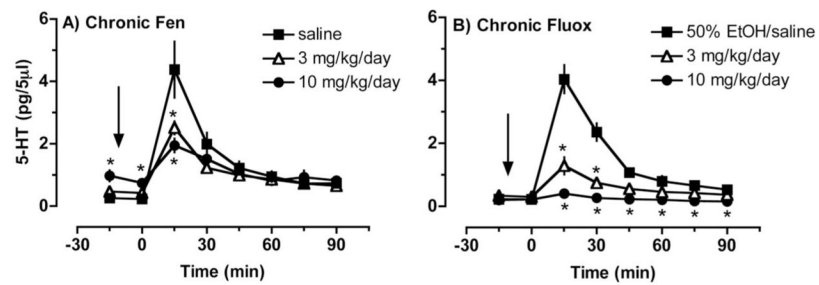 A) Chronic Fen
saline
3 mg/kg/day
10 mg/kg/day
5-HT (pg/5μl)
6
4
2
0
* * * *
-30 0 30 60 90
Time (min)
B) Chronic Fluox
50% EtOH/saline
3 mg/kg/day
10 mg/kg/day
6
4
2
0
* *
* * * * * *
-30 0 30 60 90
Time (min)